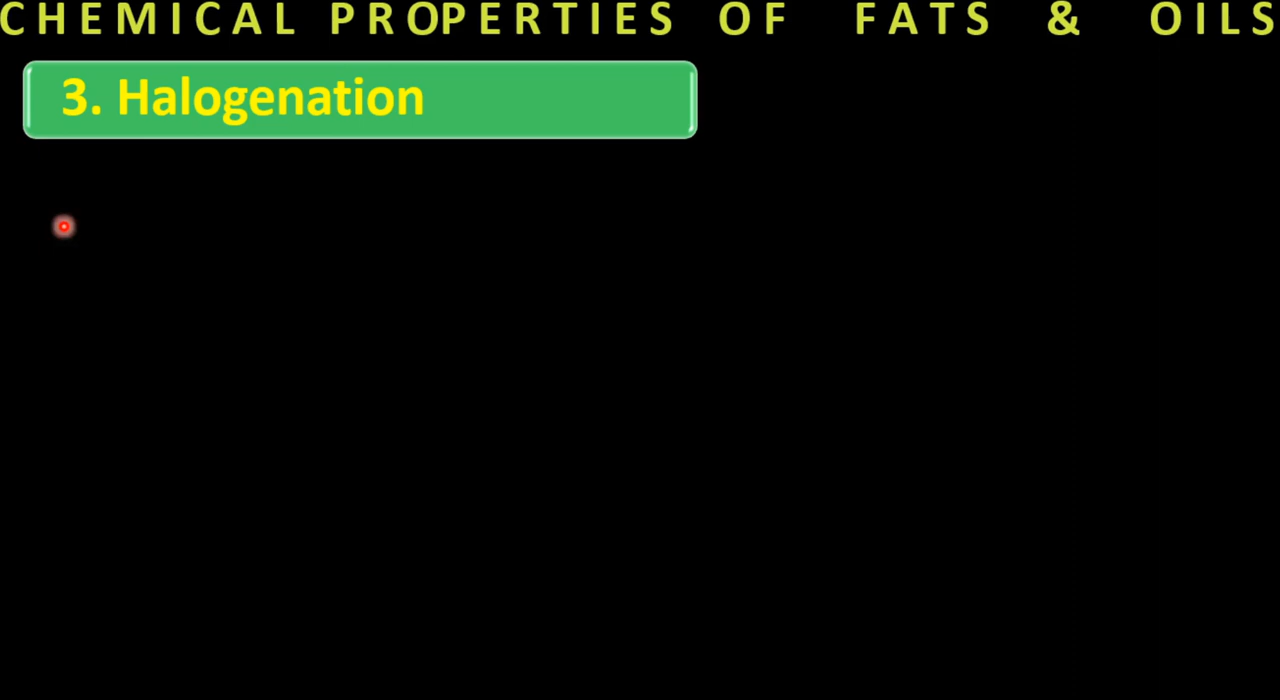 CHEMICAL PROPERTIES OF FATS & OILS
3. Halogenation